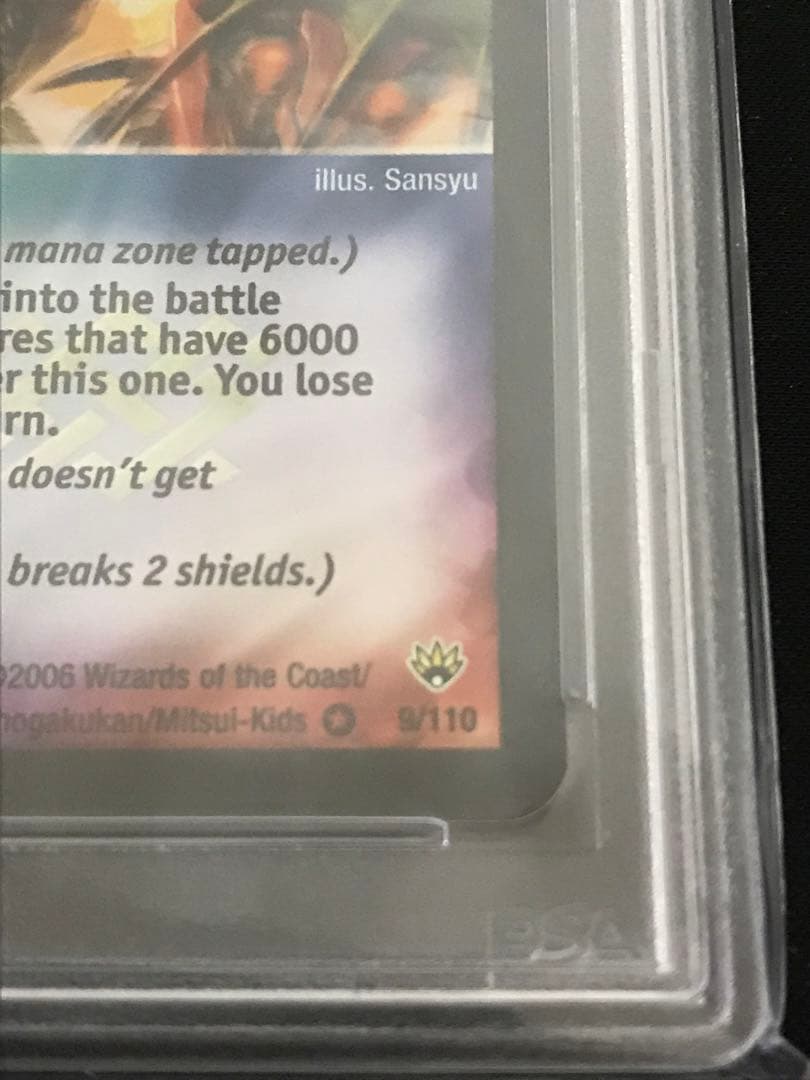 illus. Sansyu
mana zone tapped.)
into the battle
res that have 6000
r this one. You lose
rn.
doesn't get
breaks 2 shields.)
©2006 Wizards of the Coast/
hogakukan/Mitsui-Kids 9/110
PSA